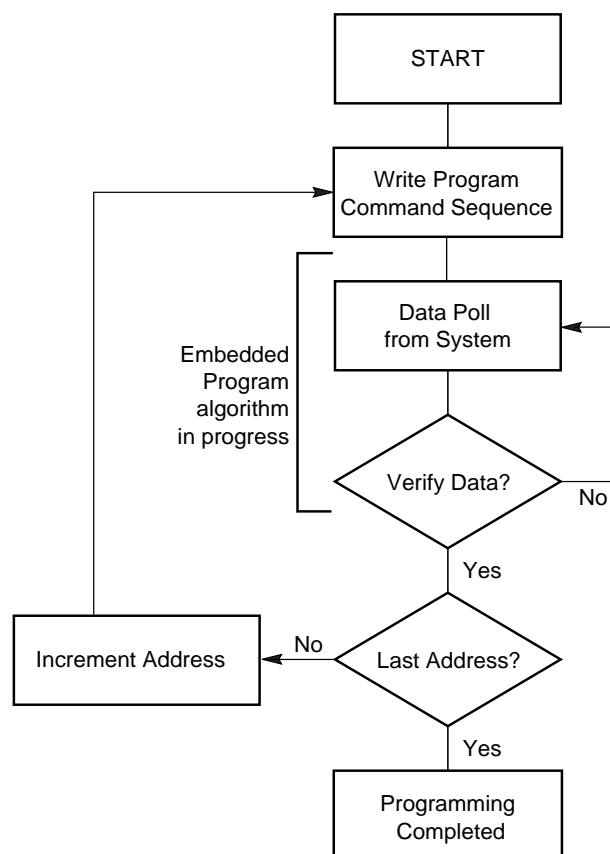 START
Write Program
Command Sequence
Data Poll
from System
Embedded
Program
algorithm
in progress
Verify Data?
No
Yes
No
Increment Address
Last Address?
Yes
Programming
Completed